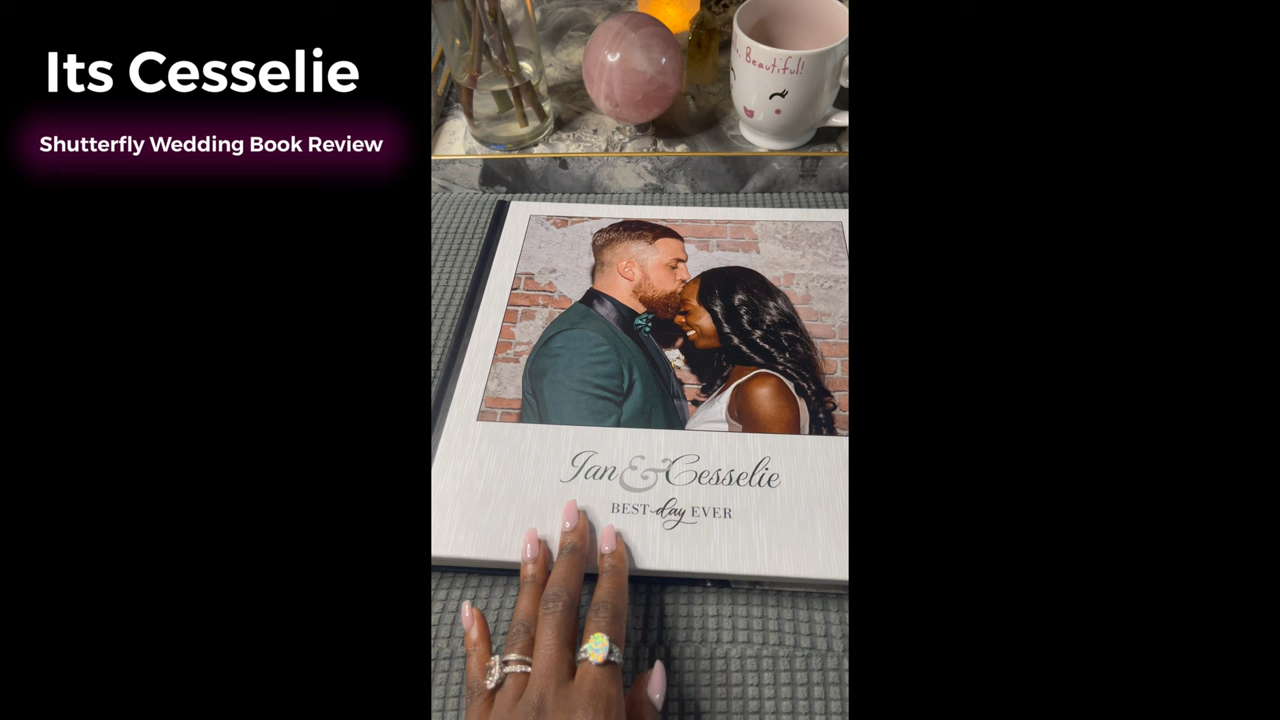 Its Cesselie
Shutterfly Wedding Book Review
Beautiful!
Ian & Cesselie
BEST day EVER